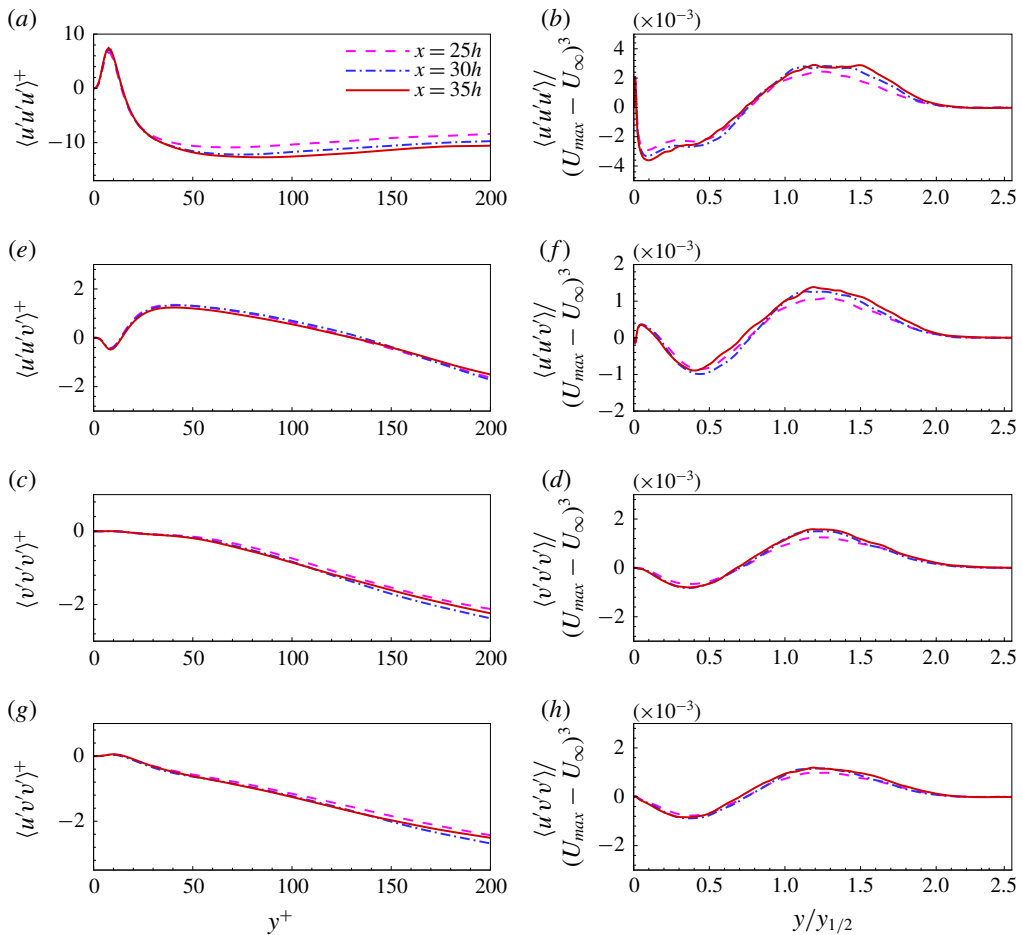 (a)
10
0
−10
⟨u′u′u′⟩⁺
x = 25h
x = 30h
x = 35h
0 50 100 150 200
(b)
(×10⁻³)
4
2
0
−2
−4
⟨u′u′u′⟩/
(Uₘₐₓ − U∞)³
0 0.5 1.0 1.5 2.0 2.5
(e)
2
0
−2
⟨u′u′v′⟩⁺
0 50 100 150 200
(f)
(×10⁻³)
2
1
0
−1
−2
⟨u′u′v′⟩/
(Uₘₐₓ − U∞)³
0 0.5 1.0 1.5 2.0 2.5
(c)
0
−2
⟨v′v′v′⟩⁺
0 50 100 150 200
(d)
(×10⁻³)
2
0
−2
⟨v′v′v′⟩/
(Uₘₐₓ − U∞)³
0 0.5 1.0 1.5 2.0 2.5
(g)
0
−2
⟨u′v′v′⟩⁺
0 50 100 150 200
y⁺
(h)
(×10⁻³)
2
0
−2
⟨u′v′v′⟩/
(Uₘₐₓ − U∞)³
0 0.5 1.0 1.5 2.0 2.5
y/y₁/₂